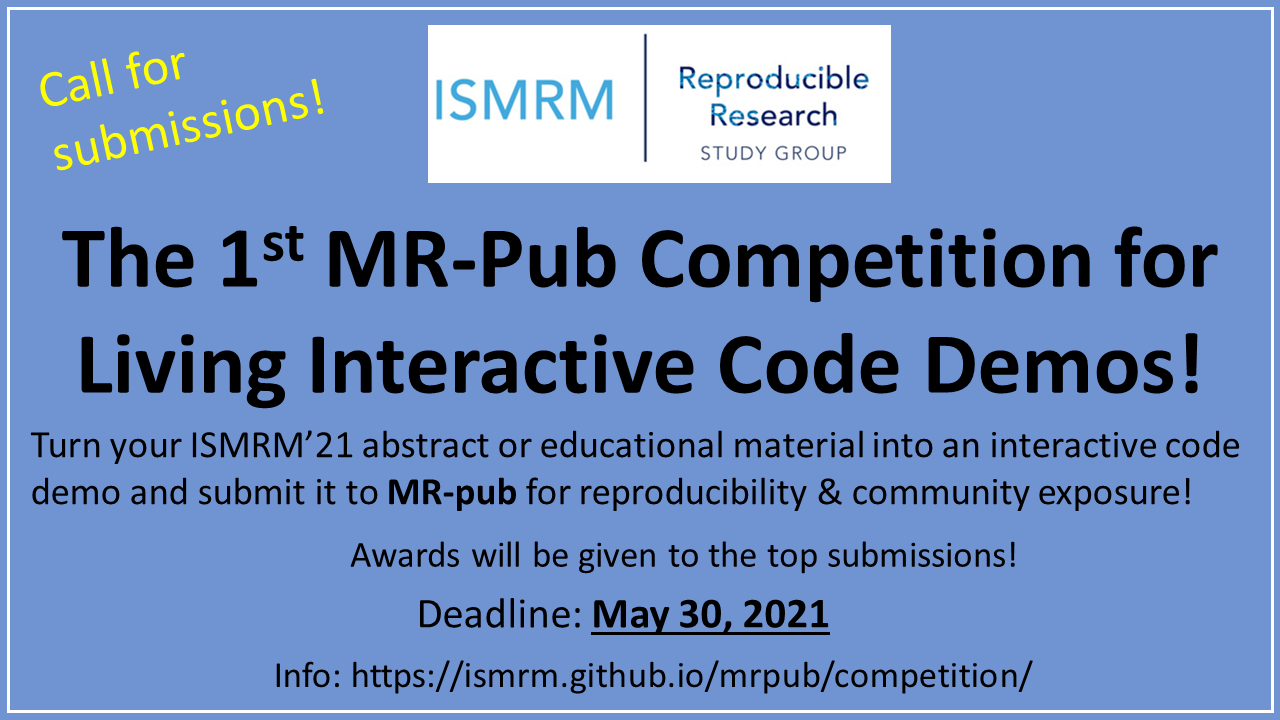 Call for
submissions!
ISMRM
Reproducible
Research
STUDY GROUP
The 1st MR-Pub Competition for
Living Interactive Code Demos!
Turn your ISMRM’21 abstract or educational material into an interactive code
demo and submit it to MR-pub for reproducibility & community exposure!
Awards will be given to the top submissions!
Deadline: May 30, 2021
Info: https://ismrm.github.io/mrpub/competition/